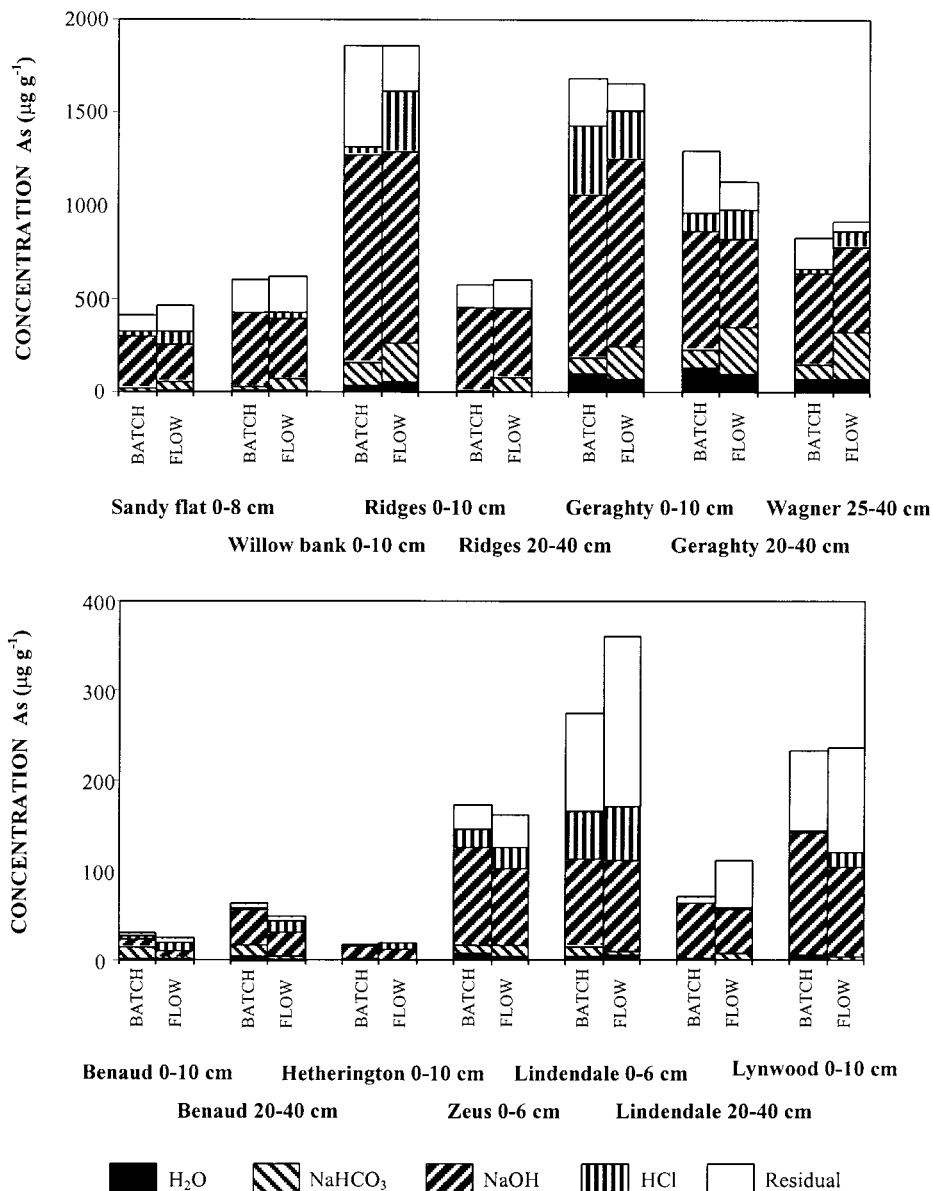 2000
1500
1000
500
0
CONCENTRATION As (µg g⁻¹)
BATCH FLOW BATCH FLOW BATCH FLOW BATCH FLOW BATCH FLOW BATCH FLOW BATCH FLOW
Sandy flat 0-8 cm Ridges 0-10 cm Geraghty 0-10 cm Wagner 25-40 cm
Willow bank 0-10 cm Ridges 20-40 cm Geraghty 20-40 cm
400
300
200
100
0
CONCENTRATION As (µg g⁻¹)
BATCH FLOW BATCH FLOW BATCH FLOW BATCH FLOW BATCH FLOW BATCH FLOW BATCH FLOW
Benaud 0-10 cm Hetherington 0-10 cm Lindendale 0-6 cm Lynwood 0-10 cm
Benaud 20-40 cm Zeus 0-6 cm Lindendale 20-40 cm
H₂O NaHCO₃ NaOH HCl Residual